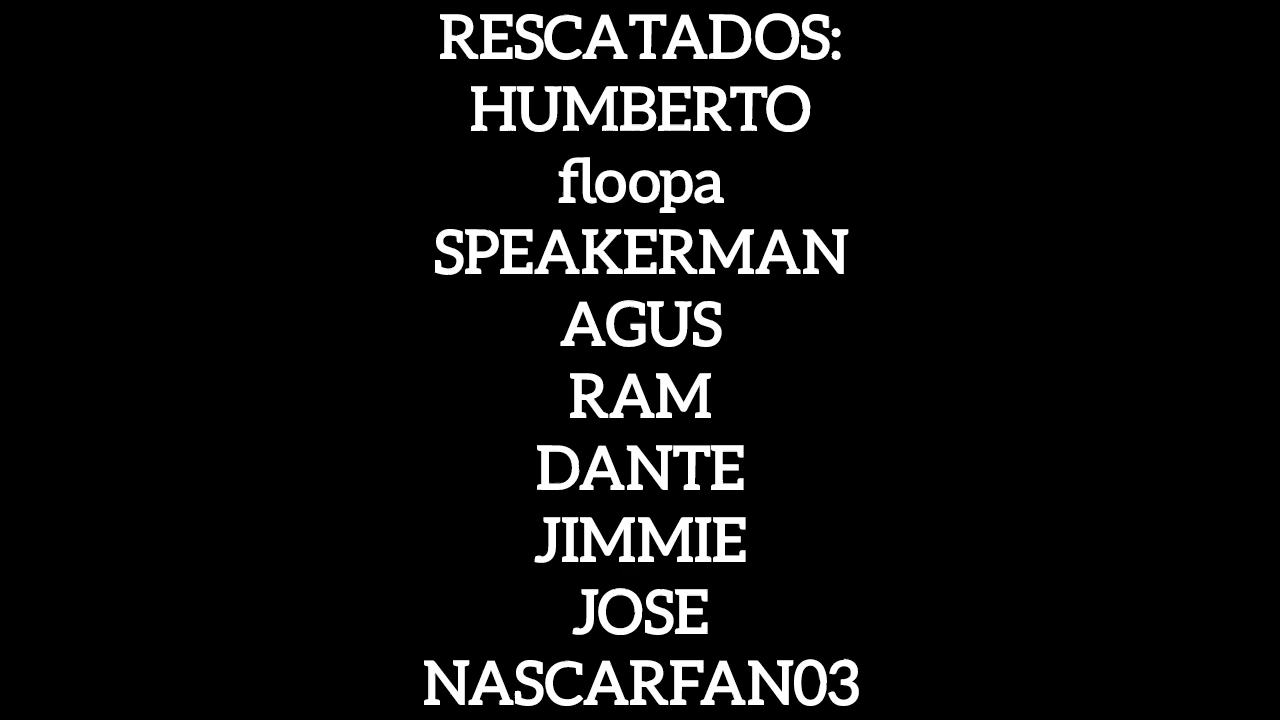 RESCATADOS:
HUMBERTO
floopa
SPEAKERMAN
AGUS
RAM
DANTE
JIMMIE
JOSE
NASCARFAN03